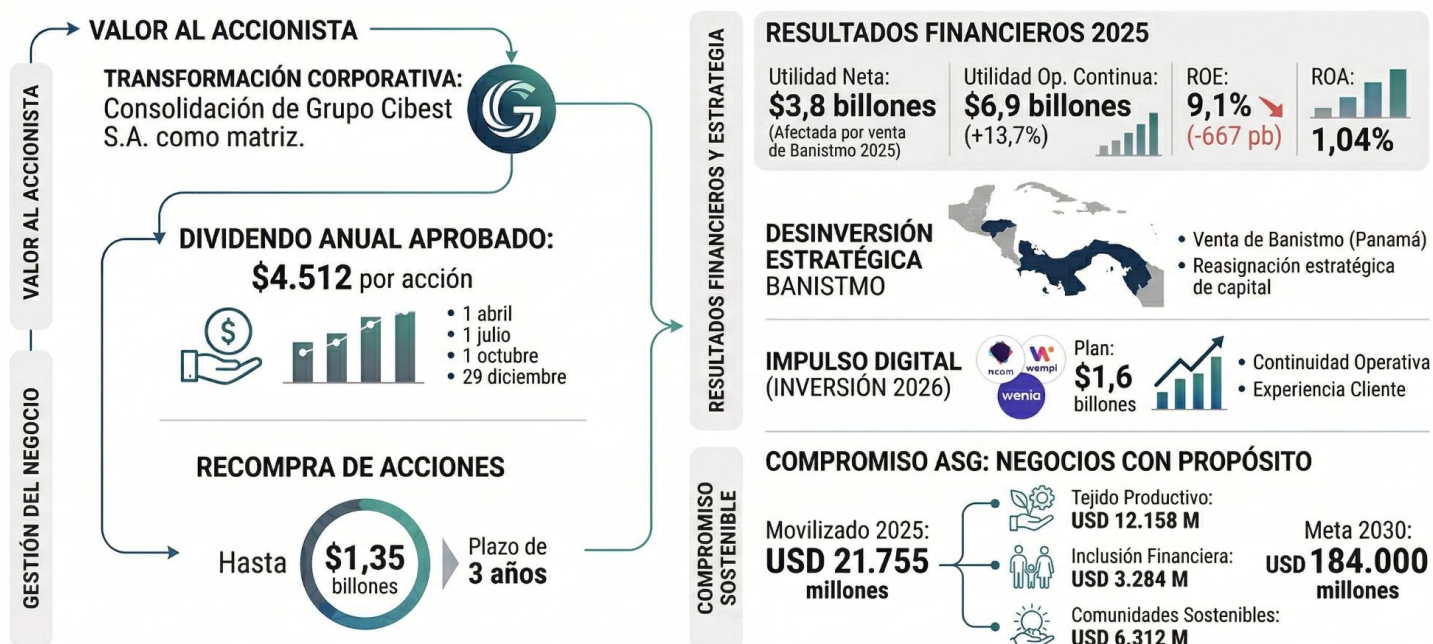 VALOR AL ACCIONISTA
GESTIÓN DEL NEGOCIO
VALOR AL ACCIONISTA
TRANSFORMACIÓN CORPORATIVA:
Consolidación de Grupo Cibest
S.A. como matriz.
DIVIDENDO ANUAL APROBADO:
$4.512 por acción
$
• 1 abril
• 1 julio
• 1 octubre
• 29 diciembre
RECOMPRA DE ACCIONES
Hasta
$1,35
billones
Plazo de
3 años
RESULTADOS FINANCIEROS Y ESTRATEGIA
COMPROMISO
SOSTENIBLE
RESULTADOS FINANCIEROS 2025
Utilidad Neta:
$3,8 billones
(Afectada por venta
de Banistmo 2025)
Utilidad Op. Continua:
$6,9 billones
(+13,7%)
ROE:
9,1%
(-667 pb)
ROA:
1,04%
DESINVERSIÓN
ESTRATÉGICA
BANISTMO
• Venta de Banistmo (Panamá)
• Reasignación estratégica
de capital
IMPULSO DIGITAL
(INVERSIÓN 2026)
ncom
wempi
wenia
Plan:
$1,6
billones
• Continuidad Operativa
• Experiencia Cliente
COMPROMISO ASG: NEGOCIOS CON PROPÓSITO
Movilizado 2025:
USD 21.755
millones
Tejido Productivo:
USD 12.158 M
Inclusión Financiera:
USD 3.284 M
Comunidades Sostenibles:
USD 6.312 M
Meta 2030:
USD 184.000
millones